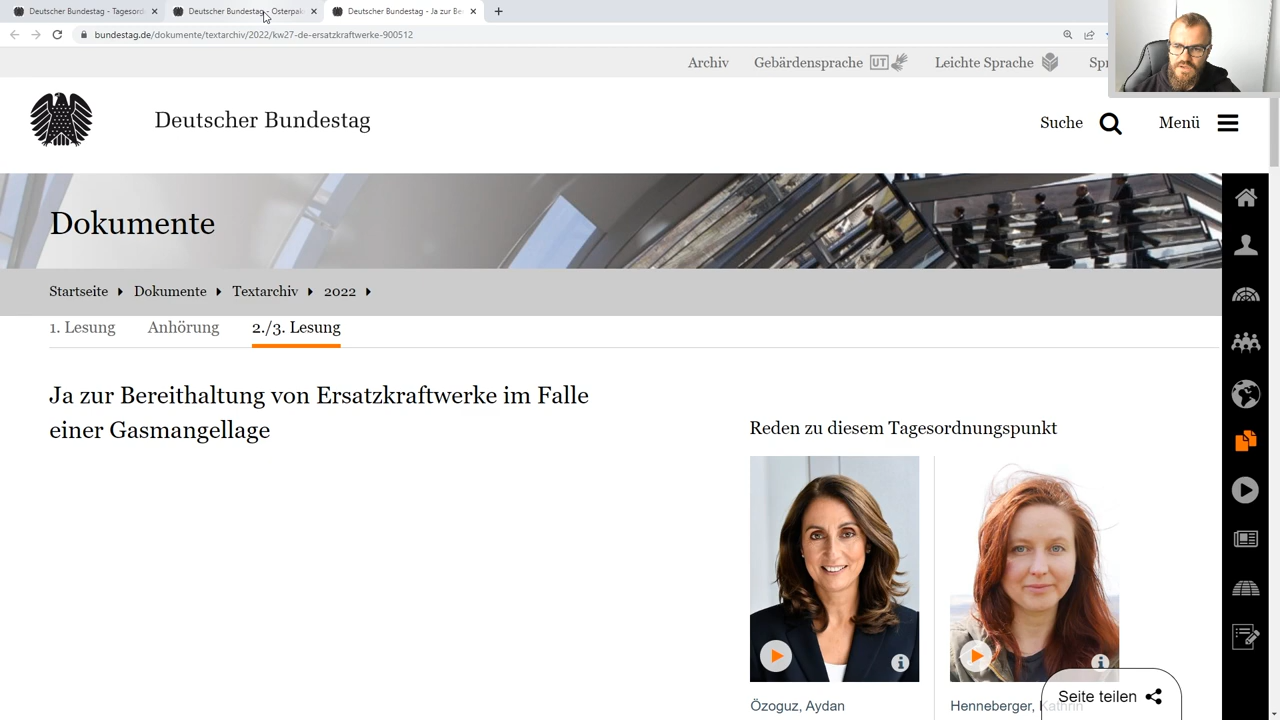 Deutscher Bundestag - Tagesord
Deutscher Bundestag - Osterpak
Deutscher Bundestag - Ja zur Be
bundestag.de/dokumente/textarchiv/2022/kw27-de-ersatzkraftwerke-900512
Archiv Gebärdensprache UT Leichte Sprache
Deutscher Bundestag
Suche Menü
Dokumente
Startseite Dokumente Textarchiv 2022
1. Lesung Anhörung 2./3. Lesung
Ja zur Bereithaltung von Ersatzkraftwerke im Falle
einer Gasmangellage
Reden zu diesem Tagesordnungspunkt
Özoguz, Aydan
Henneberger, Kathrin
Seite teilen